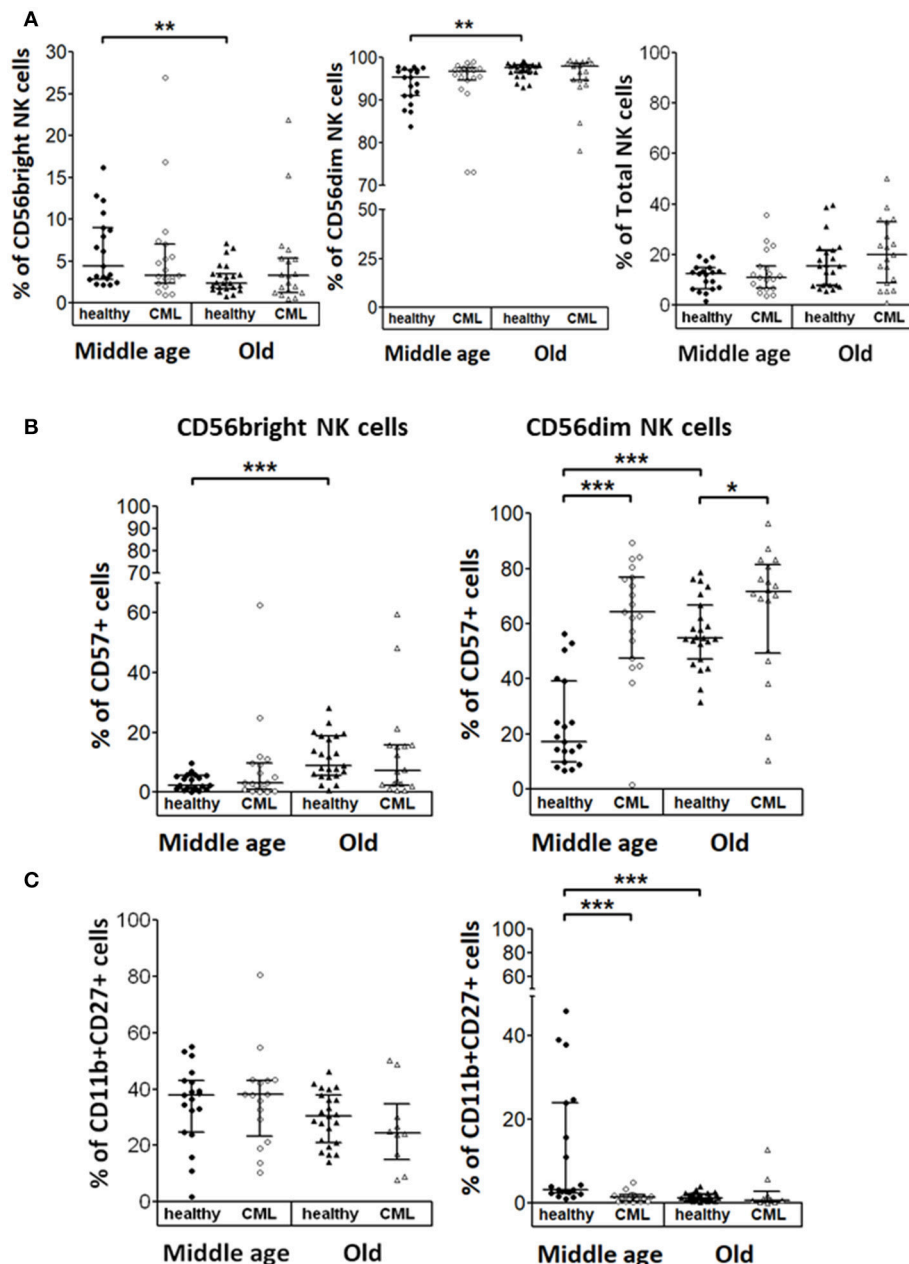 A
**
**
% of CD56bright NK cells
30
25
20
15
10
5
0
healthy CML healthy CML
Middle age Old
% of CD56dim NK cells
100
90
80
70
50
25
0
healthy CML healthy CML
Middle age Old
% of Total NK cells
100
80
60
40
20
0
healthy CML healthy CML
Middle age Old
B
CD56bright NK cells
CD56dim NK cells
***
% of CD57+ cells
100
90
80
70
60
40
20
0
healthy CML healthy CML
Middle age Old
***
***
*
% of CD57+ cells
100
80
60
40
20
0
healthy CML healthy CML
Middle age Old
C
% of CD11b+CD27+ cells
100
80
60
40
20
0
healthy CML healthy CML
Middle age Old
***
***
% of CD11b+CD27+ cells
100
90
80
70
60
40
20
0
healthy CML healthy CML
Middle age Old